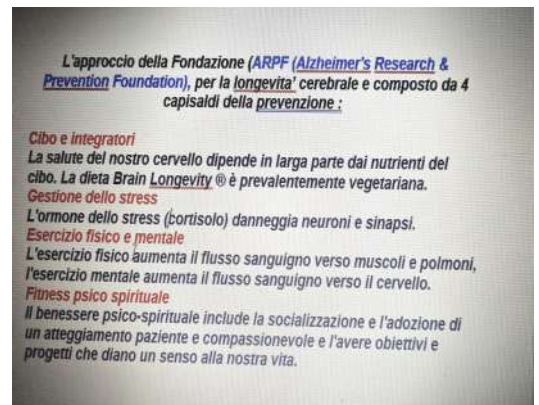 L'approccio della Fondazione (ARPF (Alzheimer's Research &
Prevention Foundation), per la longevita' cerebrale e composto da 4
capisaldi della prevenzione :
Cibo e integratori
La salute del nostro cervello dipende in larga parte dai nutrienti del
cibo. La dieta Brain Longevity ® è prevalentemente vegetariana.
Gestione dello stress
L'ormone dello stress (cortisolo) danneggia neuroni e sinapsi.
Esercizio fisico e mentale
L'esercizio fisico aumenta il flusso sanguigno verso muscoli e polmoni,
l'esercizio mentale aumenta il flusso sanguigno verso il cervello.
Fitness psico spirituale
Il benessere psico-spirituale include la socializzazione e l'adozione di
un atteggiamento paziente e compassionevole e l'avere obiettivi e
progetti che diano un senso alla nostra vita.